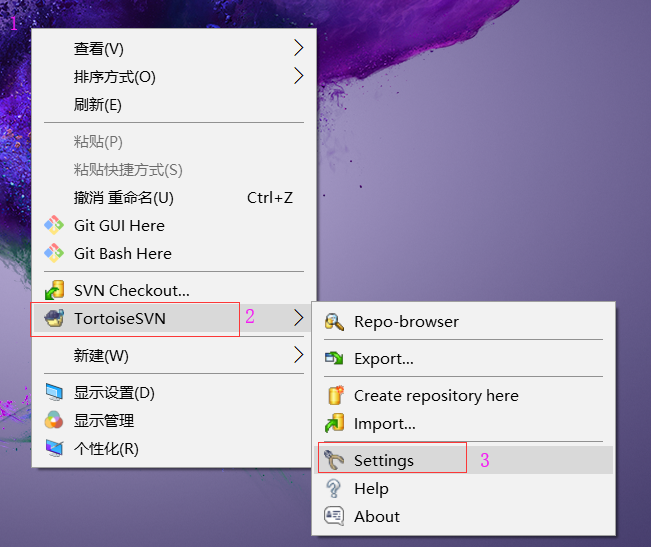 1
查看(V)
排序方式(O)
刷新(E)
粘贴(P)
粘贴快捷方式(S)
撤消 重命名(U) Ctrl+Z
Git GUI Here
Git Bash Here
SVN Checkout...
TortoiseSVN 2
新建(W)
显示设置(D)
显示管理
个性化(R)
Repo-browser
Export...
Create repository here
Import...
Settings 3
Help
About